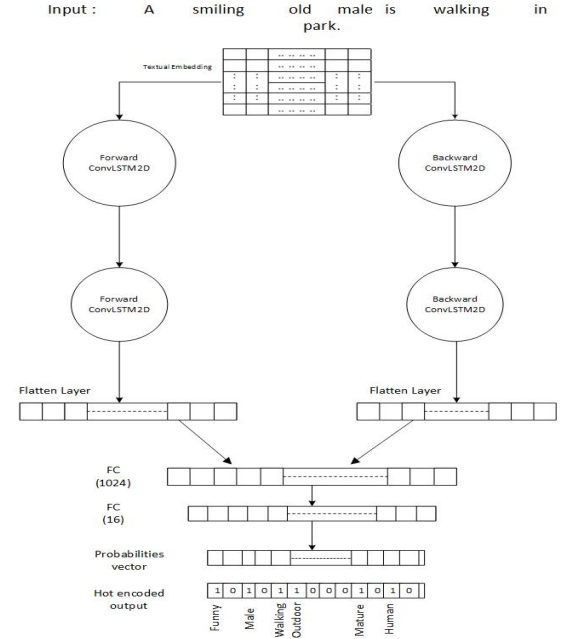 Input : A smiling old male is walking in
park.
Textual Embedding
Forward
ConvLSTM2D
Backward
ConvLSTM2D
Forward
ConvLSTM2D
Backward
ConvLSTM2D
Flatten Layer
Flatten Layer
FC
(1024)
FC
(16)
Probabilities
vector
Hot encoded
output
1 0 1 0 1 1 0 0 0 1 0 1 0
Funny
Male
Walking
Outdoor
Mature
Human